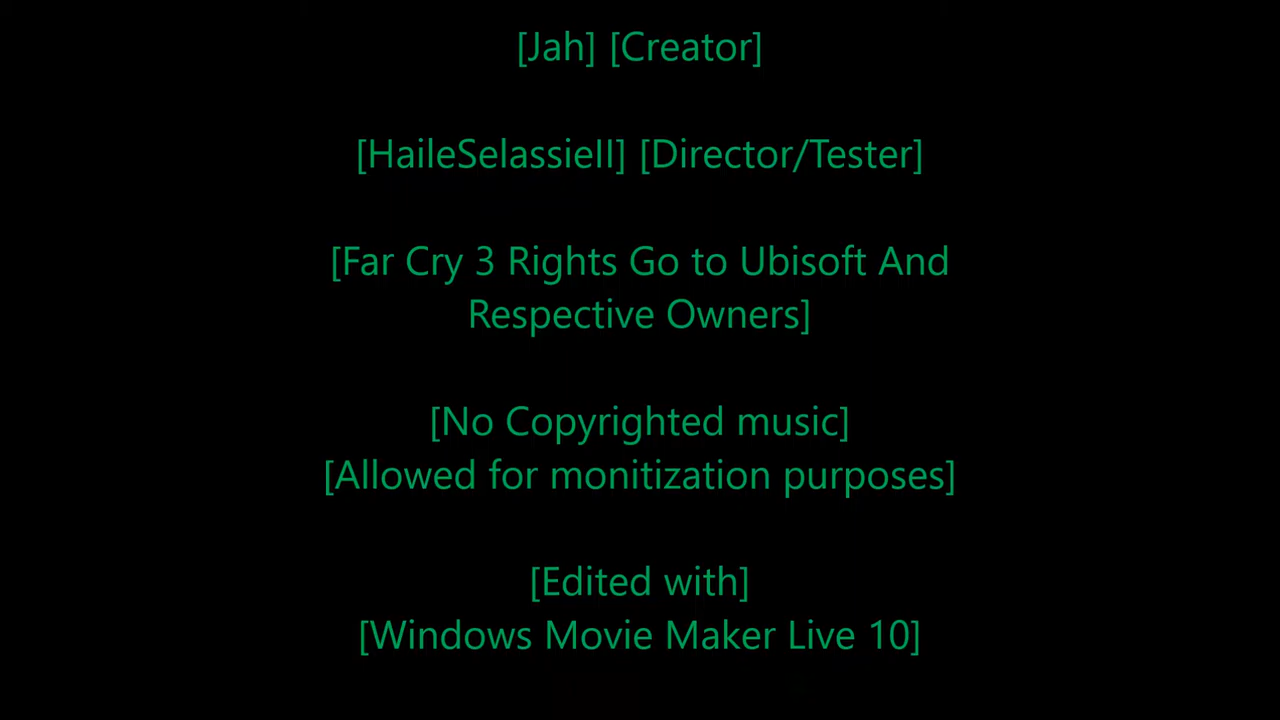 [Jah] [Creator]
[HaileSelassieII] [Director/Tester]
[Far Cry 3 Rights Go to Ubisoft And
Respective Owners]
[No Copyrighted music]
[Allowed for monitization purposes]
[Edited with]
[Windows Movie Maker Live 10]